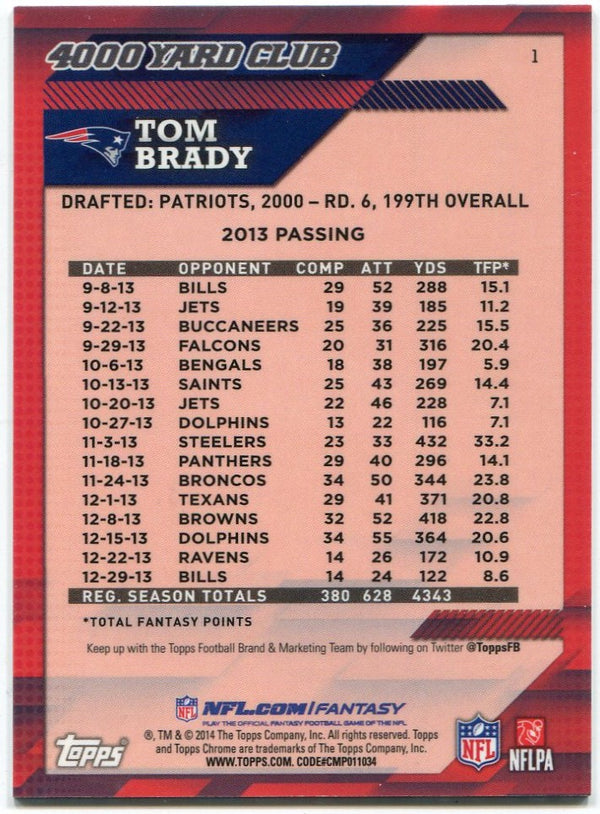 4000 YARD CLUB 1
TOM
BRADY
DRAFTED: PATRIOTS, 2000 – RD. 6, 199TH OVERALL
2013 PASSING
DATE OPPONENT COMP ATT YDS TFP*
9-8-13 BILLS 29 52 288 15.1
9-12-13 JETS 19 39 185 11.2
9-22-13 BUCCANEERS 25 36 225 15.5
9-29-13 FALCONS 20 31 316 20.4
10-6-13 BENGALS 18 38 197 5.9
10-13-13 SAINTS 25 43 269 14.4
10-20-13 JETS 22 46 228 7.1
10-27-13 DOLPHINS 13 22 116 7.1
11-3-13 STEELERS 23 33 432 33.2
11-18-13 PANTHERS 29 40 296 14.1
11-24-13 BRONCOS 34 50 344 23.8
12-1-13 TEXANS 29 41 371 20.8
12-8-13 BROWNS 32 52 418 22.8
12-15-13 DOLPHINS 34 55 364 20.6
12-22-13 RAVENS 14 26 172 10.9
12-29-13 BILLS 14 24 122 8.6
REG. SEASON TOTALS 380 628 4343
*TOTAL FANTASY POINTS
Keep up with the Topps Football Brand & Marketing Team by following on Twitter @ToppsFB
NFL NFL.COM/FANTASY
PLAY THE OFFICIAL FANTASY FOOTBALL GAME OF THE NFL
®, TM & © 2014 The Topps Company, Inc. All rights reserved. Topps
and Topps Chrome are trademarks of The Topps Company, Inc.
WWW.TOPPS.COM. CODE#CMP011034
Topps NFL NFLPA